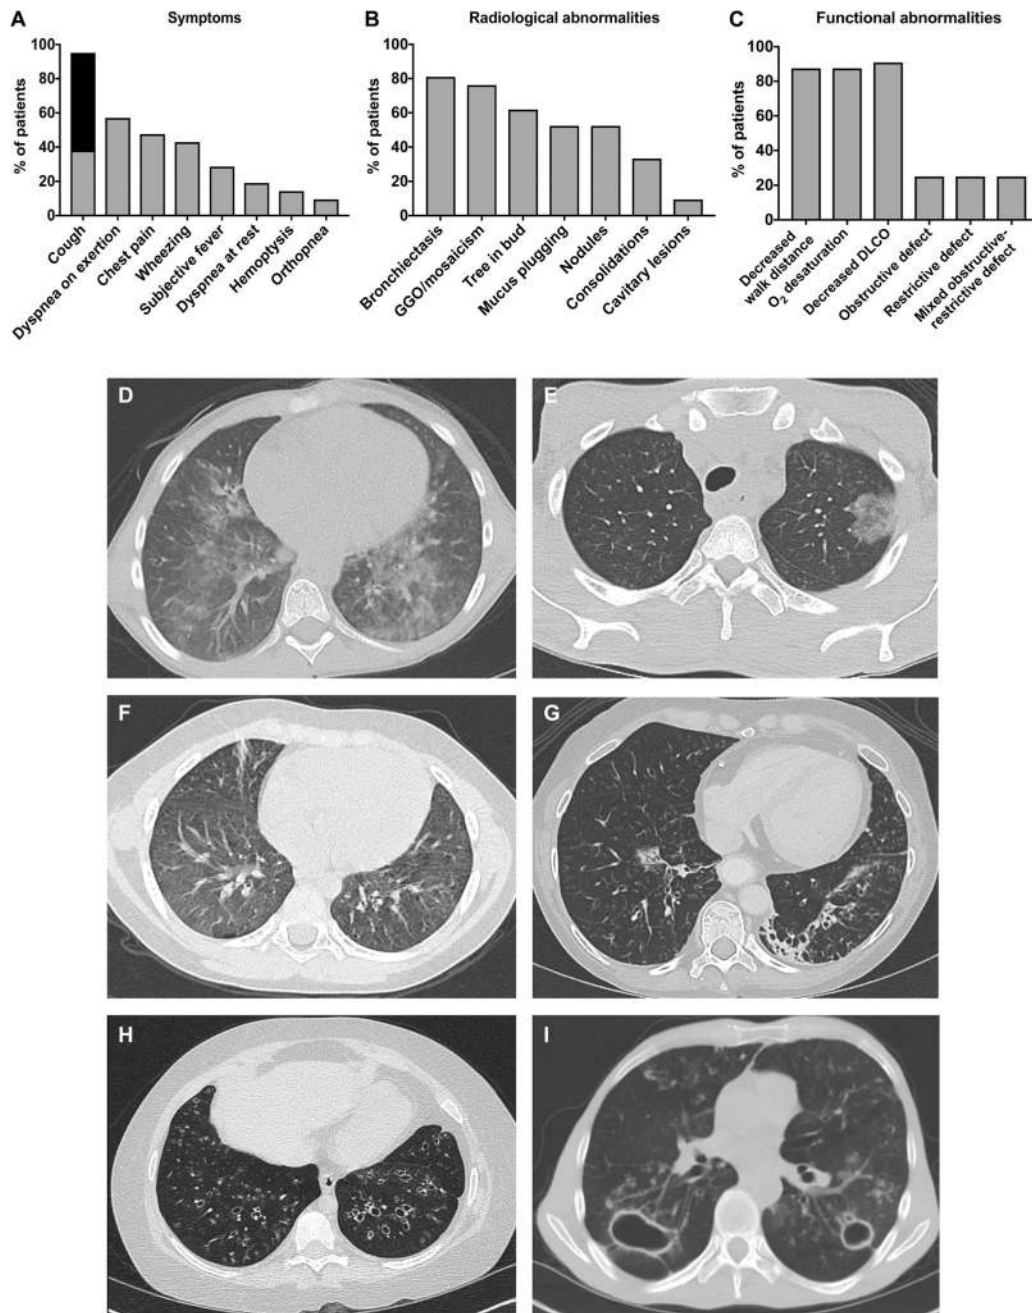 A
Symptoms
% of patients
100
80
60
40
20
0
Cough
Dyspnea on exertion
Chest pain
Wheezing
Subjective fever
Dyspnea at rest
Hemoptysis
Orthopnea
B
Radiological abnormalities
% of patients
100
80
60
40
20
0
Bronchiectasis
GGO/mosaicism
Tree in bud
Mucus plugging
Nodules
Consolidations
Cavitary lesions
C
Functional abnormalities
% of patients
100
80
60
40
20
0
Decreased
walk distance
O₂ desaturation
Decreased DLCO
Obstructive defect
Restrictive defect
Mixed obstructive-
restrictive defect
D
E
F
G
H
I